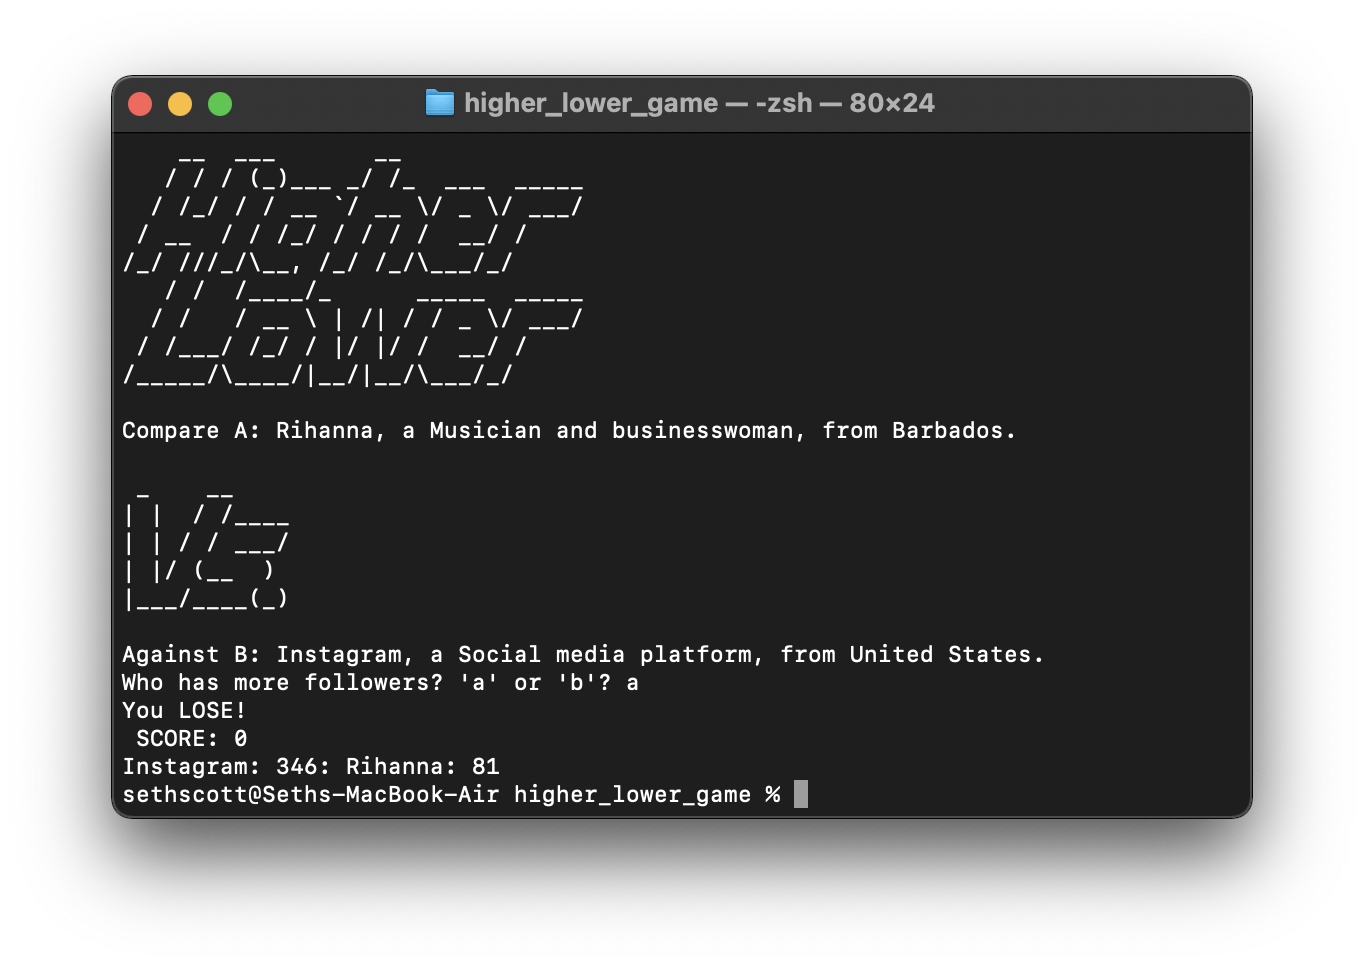 higher_lower_game — -zsh — 80×24
    __  ___       __
   / / / (_)___ _/ /_  ___  _____
  / /_/ / / __ `/ __ \/ _ \/ ___/
 / __  / / /_/ / / / /  __/ /
/_/ ///_/\__, /_/ /_/\___/_/
   / /  /____/_      _____  _____
  / /   / __ \ | /| / / _ \/ ___/
 / /___/ /_/ / |/ |/ /  __/ /
/_____/\____/|__/|__/\___/_/
Compare A: Rihanna, a Musician and businesswoman, from Barbados.
 _    __
| |  / /____
| | / / ___/
| |/ (__  )
|___/____(_)
Against B: Instagram, a Social media platform, from United States.
Who has more followers? 'a' or 'b'? a
You LOSE!
 SCORE: 0
Instagram: 346: Rihanna: 81
sethscott@Seths-MacBook-Air higher_lower_game %